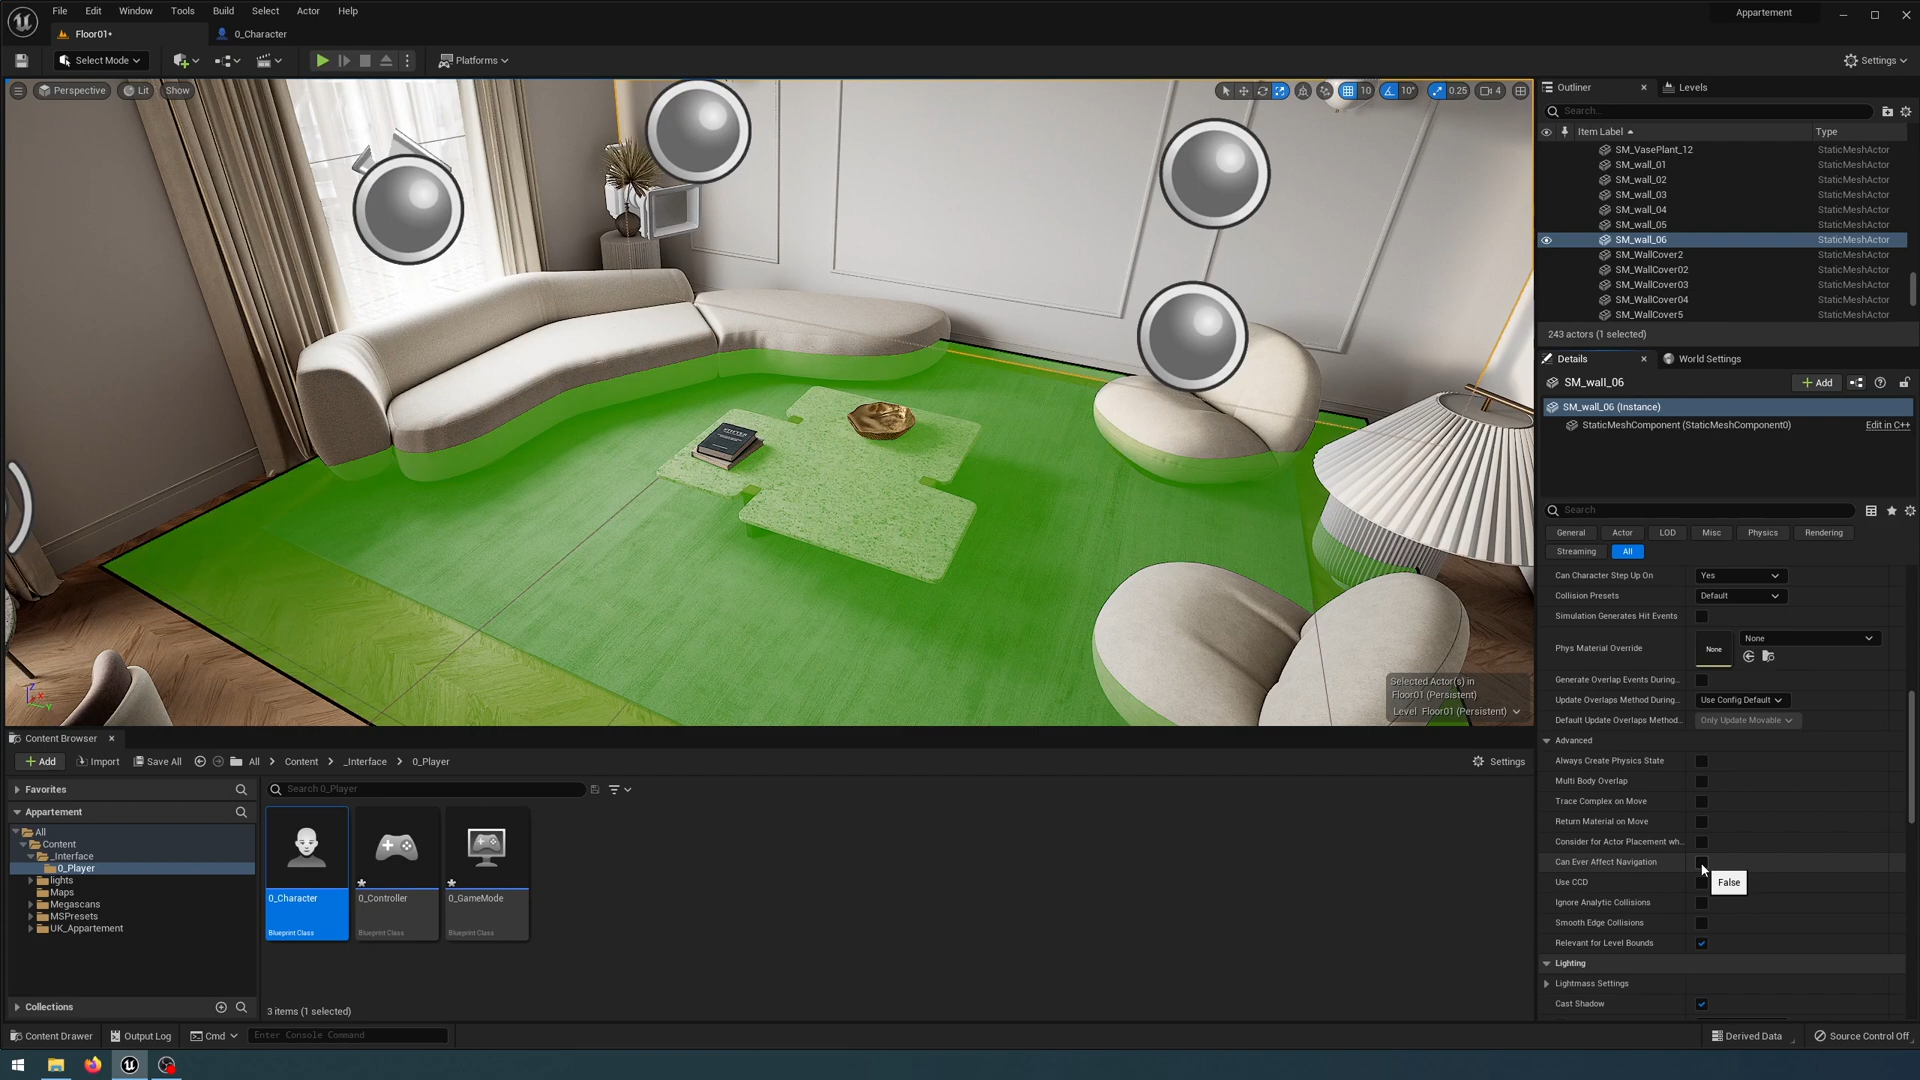 File Edit Window Tools Build Select Actor Help
Appartement
Floor01•
0_Character
Select Mode
Platforms
Settings
Perspective
Lit
Show
10
10°
0.25
4
Selected Actor(s) in
Floor01 (Persistent)
Level Floor01 (Persistent)
Outliner
Levels
Search...
Item Label
Type
SM_VasePlant_12 StaticMeshActor
SM_wall_01 StaticMeshActor
SM_wall_02 StaticMeshActor
SM_wall_03 StaticMeshActor
SM_wall_04 StaticMeshActor
SM_wall_05 StaticMeshActor
SM_wall_06 StaticMeshActor
SM_WallCover2 StaticMeshActor
SM_WallCover02 StaticMeshActor
SM_WallCover03 StaticMeshActor
SM_WallCover04 StaticMeshActor
SM_WallCover5 StaticMeshActor
243 actors (1 selected)
Details
World Settings
SM_wall_06
Add
SM_wall_06 (Instance)
StaticMeshComponent (StaticMeshComponent0)
Edit in C++
Search
General Actor LOD Misc Physics Rendering
Streaming All
Can Character Step Up On Yes
Collision Presets Default
Simulation Generates Hit Events
Phys Material Override None None
Generate Overlap Events During...
Update Overlaps Method During... Use Config Default
Default Update Overlaps Method... Only Update Movable
Advanced
Always Create Physics State
Multi Body Overlap
Trace Complex on Move
Return Material on Move
Consider for Actor Placement wh...
Can Ever Affect Navigation
Use CCD
False
Ignore Analytic Collisions
Smooth Edge Collisions
Relevant for Level Bounds
Lighting
Lightmass Settings
Cast Shadow
Content Browser
Add Import Save All All Content _Interface 0_Player
Settings
Favorites
Search 0_Player
Appartement
All
Content
_Interface
0_Player
lights
Maps
Megascans
MSPresets
UK_Appartement
0_Character
Blueprint Class
0_Controller
Blueprint Class
0_GameMode
Blueprint Class
Collections
3 items (1 selected)
Content Drawer
Output Log
Cmd
Enter Console Command
Derived Data
Source Control Off